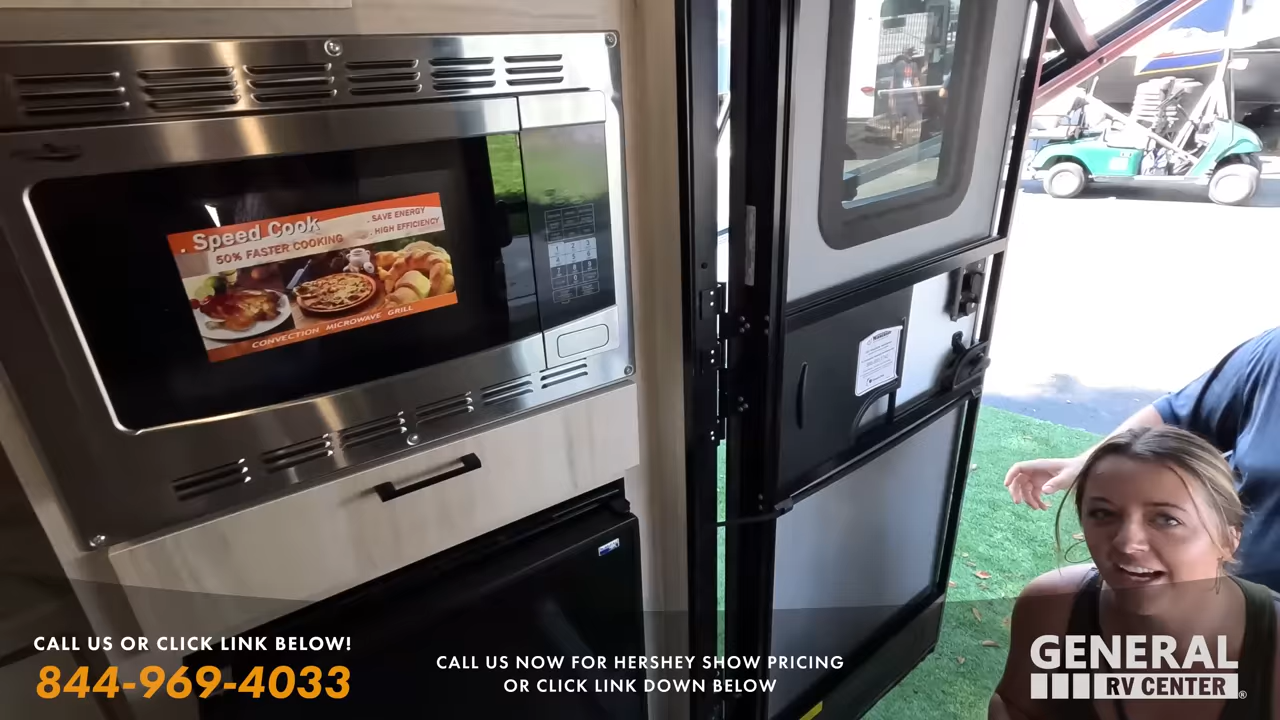 . Speed Cook
50% FASTER COOKING
. SAVE ENERGY
. HIGH EFFICIENCY
CONVECTION MICROWAVE GRILL
CALL US OR CLICK LINK BELOW!
844-969-4033
CALL US NOW FOR HERSHEY SHOW PRICING
OR CLICK LINK DOWN BELOW
GENERAL
RV CENTER®